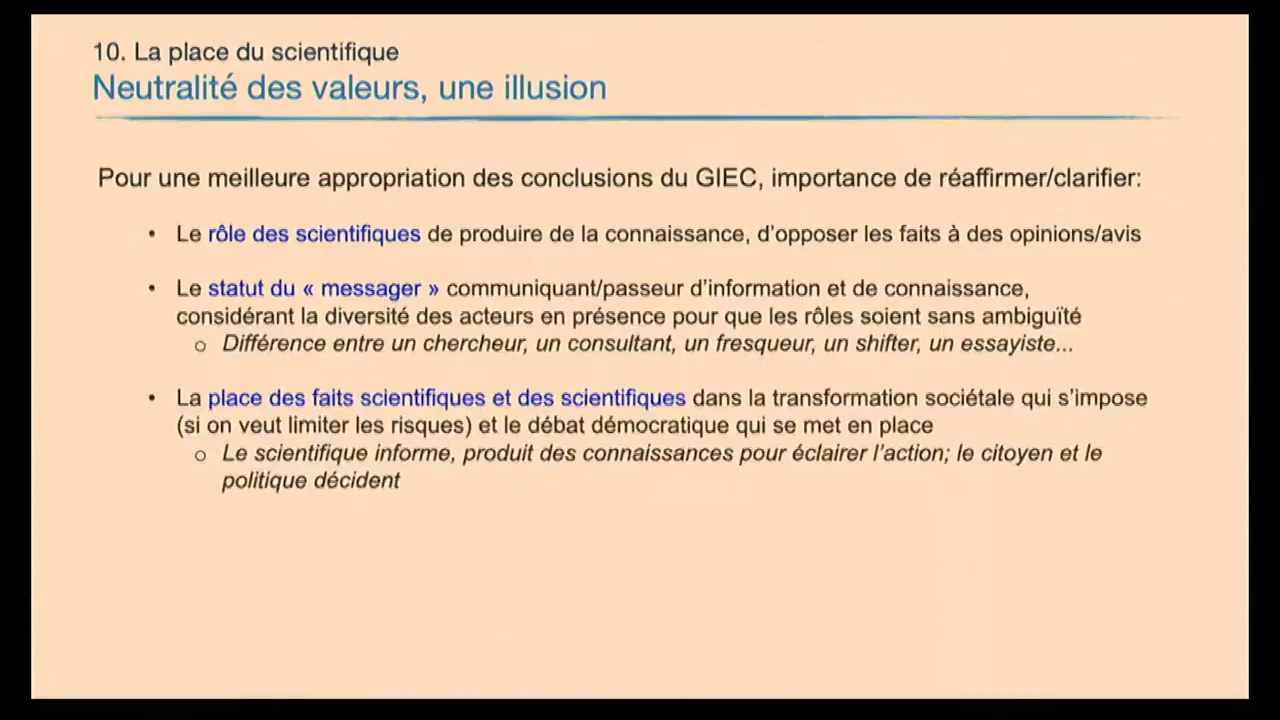 10. La place du scientifique
Neutralité des valeurs, une illusion
Pour une meilleure appropriation des conclusions du GIEC, importance de réaffirmer/clarifier:
• Le rôle des scientifiques de produire de la connaissance, d'opposer les faits à des opinions/avis
• Le statut du « messager » communiquant/passeur d'information et de connaissance,
considérant la diversité des acteurs en présence pour que les rôles soient sans ambiguïté
o Différence entre un chercheur, un consultant, un fresqueur, un shifter, un essayiste...
• La place des faits scientifiques et des scientifiques dans la transformation sociétale qui s'impose
(si on veut limiter les risques) et le débat démocratique qui se met en place
o Le scientifique informe, produit des connaissances pour éclairer l'action; le citoyen et le
politique décident